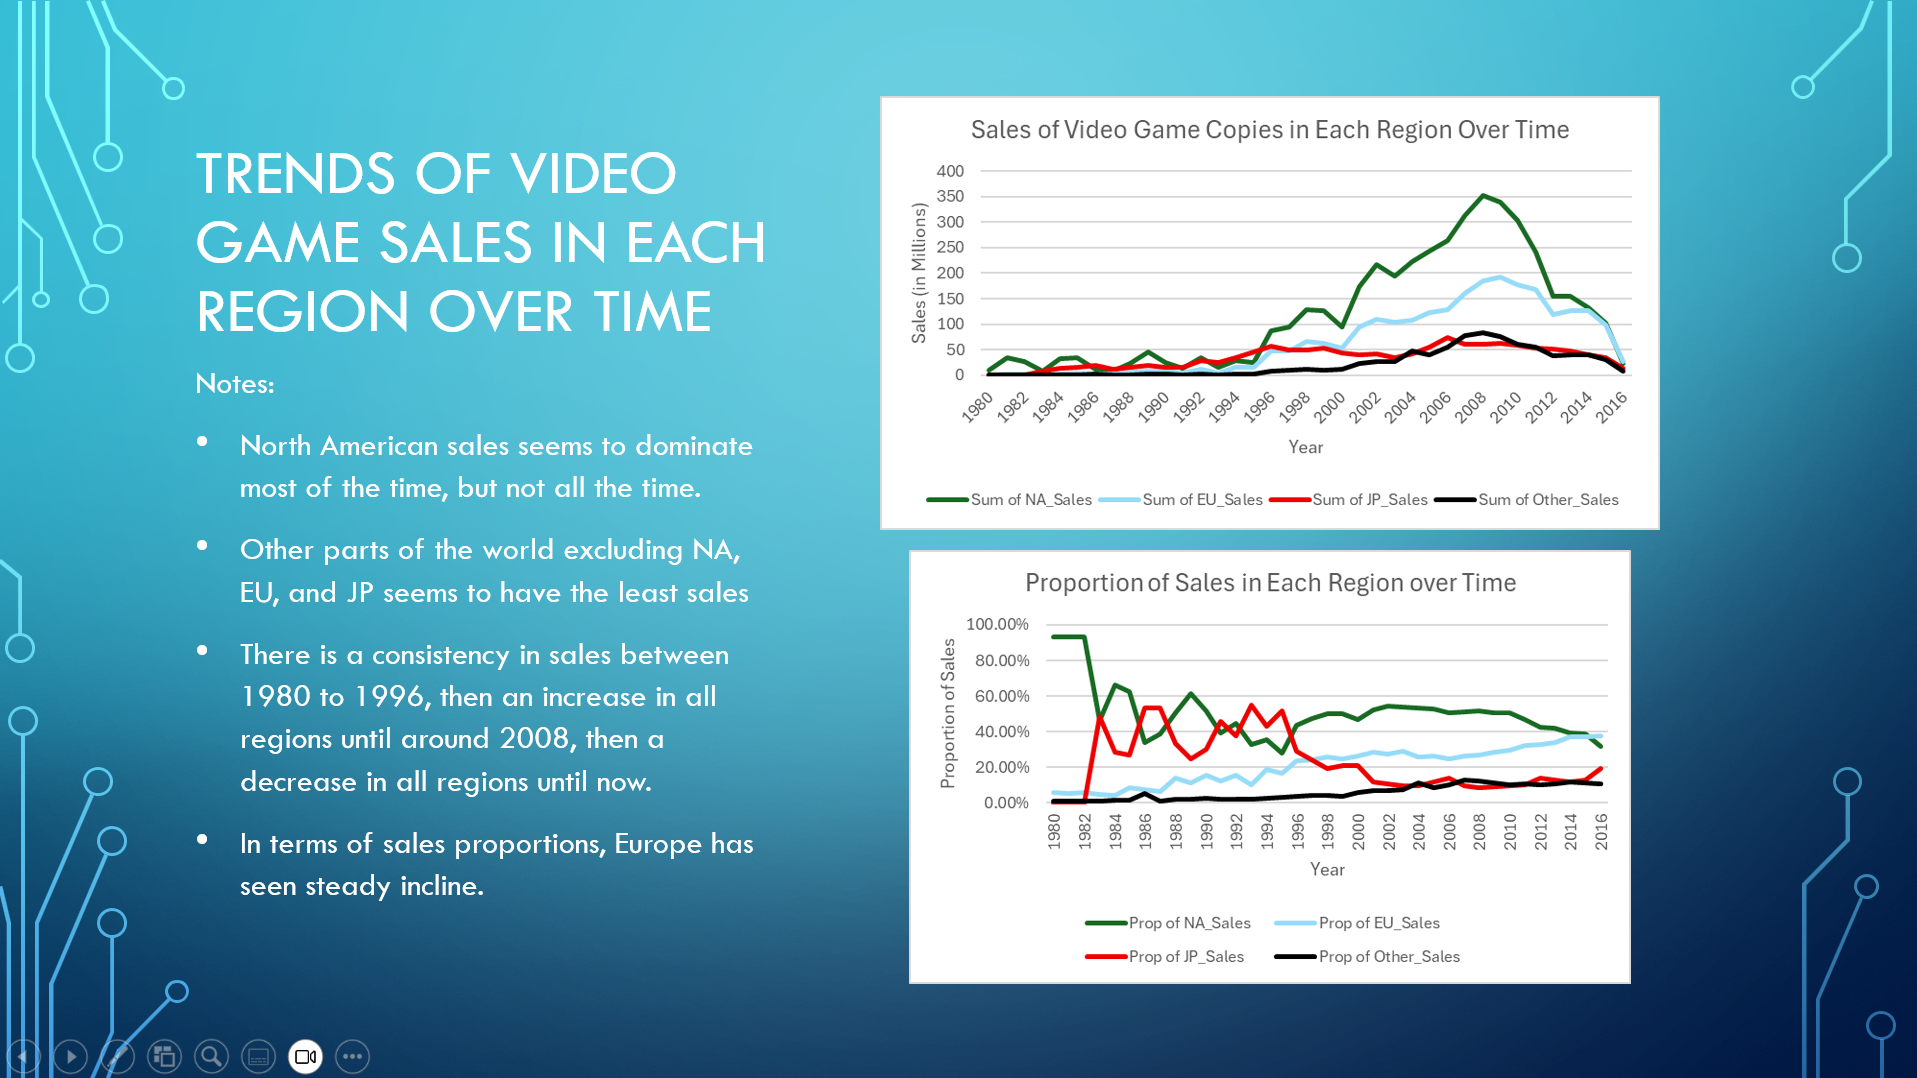 TRENDS OF VIDEO
GAME SALES IN EACH
REGION OVER TIME
Notes:
• North American sales seems to dominate
most of the time, but not all the time.
• Other parts of the world excluding NA,
EU, and JP seems to have the least sales
• There is a consistency in sales between
1980 to 1996, then an increase in all
regions until around 2008, then a
decrease in all regions until now.
• In terms of sales proportions, Europe has
seen steady incline.
Sales of Video Game Copies in Each Region Over Time
Sales (in Millions)
400
350
300
250
200
150
100
50
0
1980 1982 1984 1986 1988 1990 1992 1994 1996 1998 2000 2002 2004 2006 2008 2010 2012 2014 2016
Year
Sum of NA_Sales Sum of EU_Sales Sum of JP_Sales Sum of Other_Sales
Proportion of Sales in Each Region over Time
Proportion of Sales
100.00%
80.00%
60.00%
40.00%
20.00%
0.00%
1980 1982 1984 1986 1988 1990 1992 1994 1996 1998 2000 2002 2004 2006 2008 2010 2012 2014 2016
Year
Prop of NA_Sales Prop of EU_Sales
Prop of JP_Sales Prop of Other_Sales